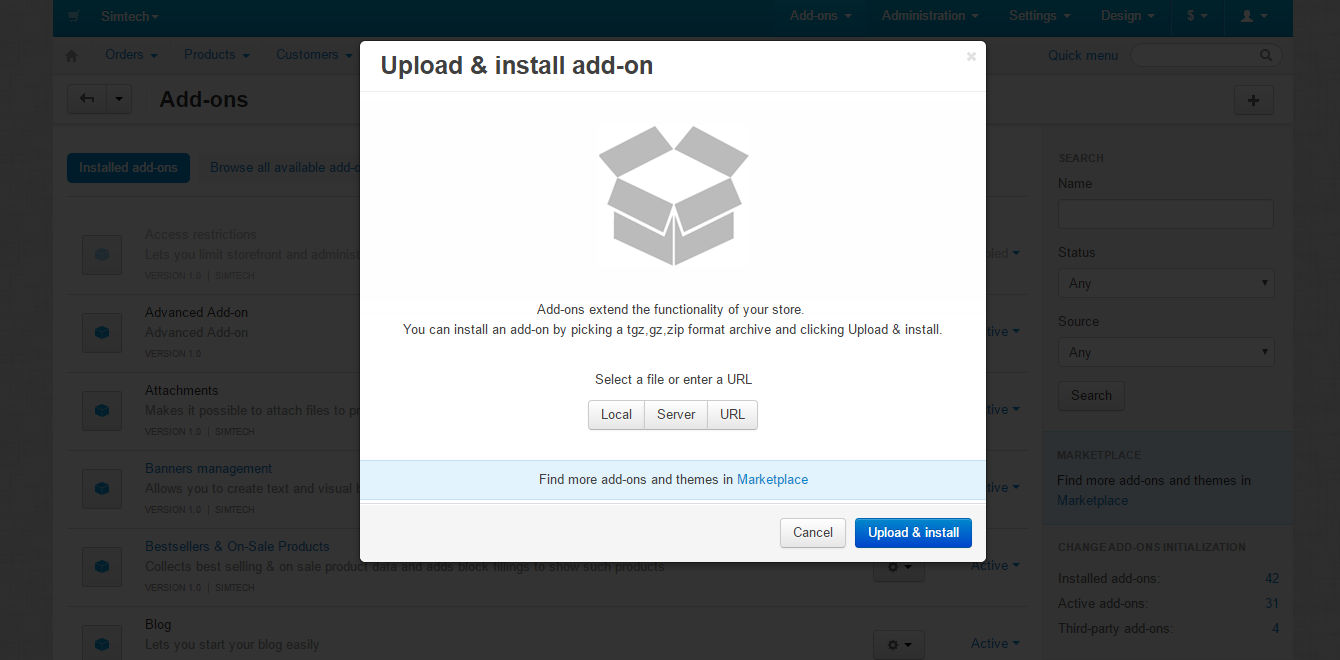 Simtech
Add-ons
Administration
Settings
Design
$
Orders
Products
Customers
Quick menu
Add-ons
Installed add-ons
Browse all available add-
Upload & install add-on
Add-ons extend the functionality of your store.
You can install an add-on by picking a tgz,gz,zip format archive and clicking Upload & install.
Select a file or enter a URL
Local Server URL
Find more add-ons and themes in Marketplace
Cancel Upload & install
Access restrictions
Lets you limit storefront and administ
VERSION 1.0 | SIMTECH
Advanced Add-on
Advanced Add-on
VERSION 1.0
tive
Attachments
Makes it possible to attach files to p
VERSION 1.0 | SIMTECH
Active
Banners management
Allows you to create text and visual b
VERSION 1.0 | SIMTECH
tive
Bestsellers & On-Sale Products
Collects best selling & on sale product data and adds block fillings to show such products
VERSION 1.0 | SIMTECH
Active
Blog
Lets you start your blog easily
Active
SEARCH
Name
Status
Any
Source
Any
Search
MARKETPLACE
Find more add-ons and themes in
Marketplace
CHANGE ADD-ONS INITIALIZATION
Installed add-ons: 42
Active add-ons: 31
Third-party add-ons: 4